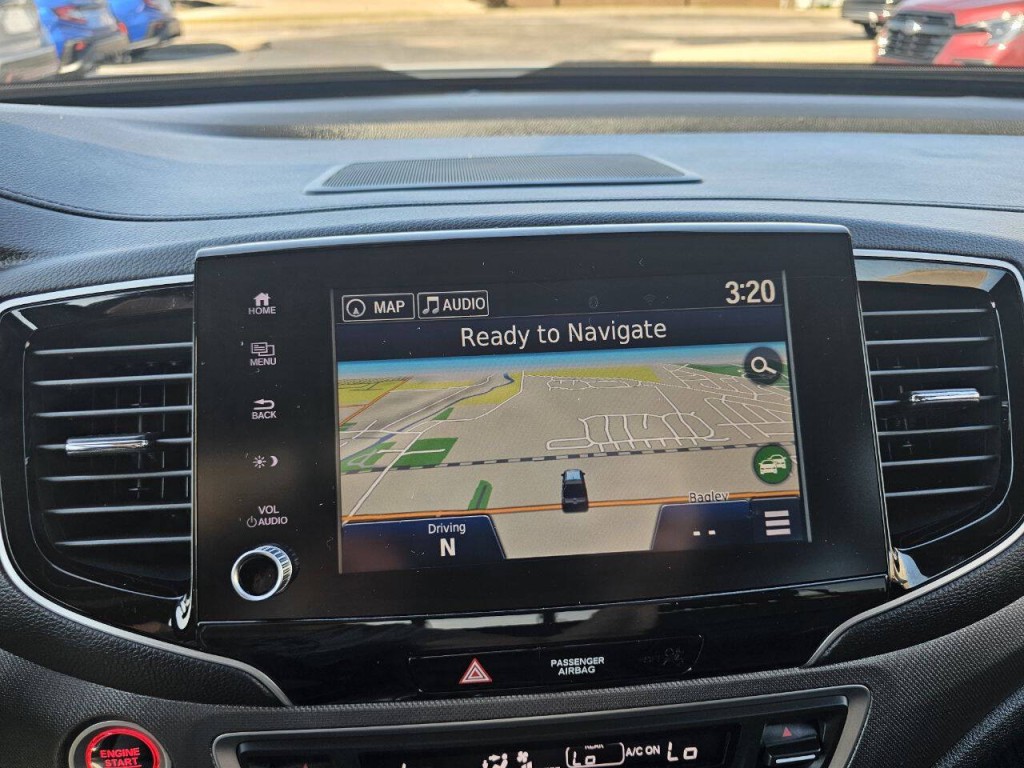 HOME
MENU
BACK
VOL
AUDIO
MAP
AUDIO
3:20
Ready to Navigate
Bagley
Driving
N
--
PASSENGER
AIRBAG
ENGINE
START
REAR
Lo
A/C ON
Lo